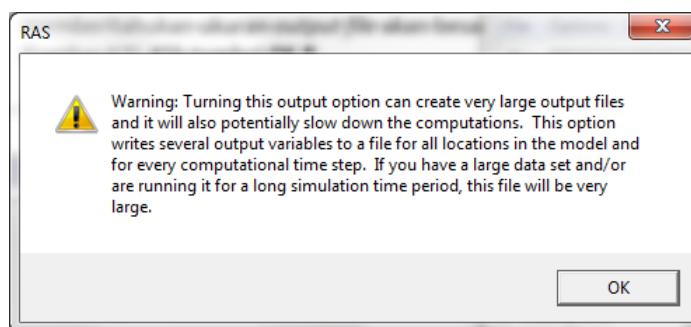 RAS
Warning: Turning this output option can create very large output files
and it will also potentially slow down the computations.  This option
writes several output variables to a file for all locations in the model and
for every computational time step.  If you have a large data set and/or
are running it for a long simulation time period, this file will be very
large.
OK